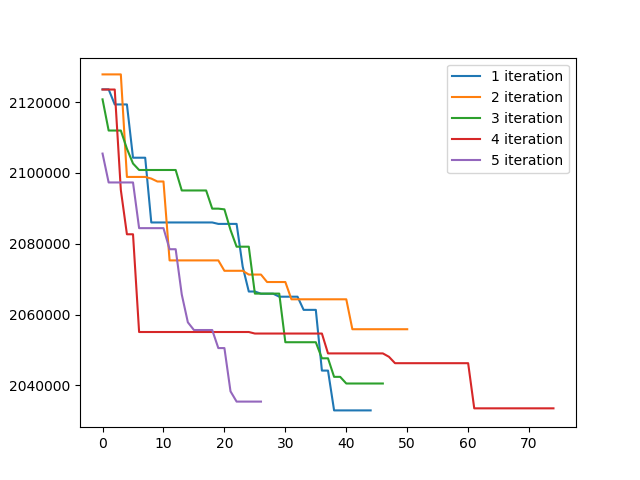 2120000
2100000
2080000
2060000
2040000
0 10 20 30 40 50 60 70
1 iteration
2 iteration
3 iteration
4 iteration
5 iteration